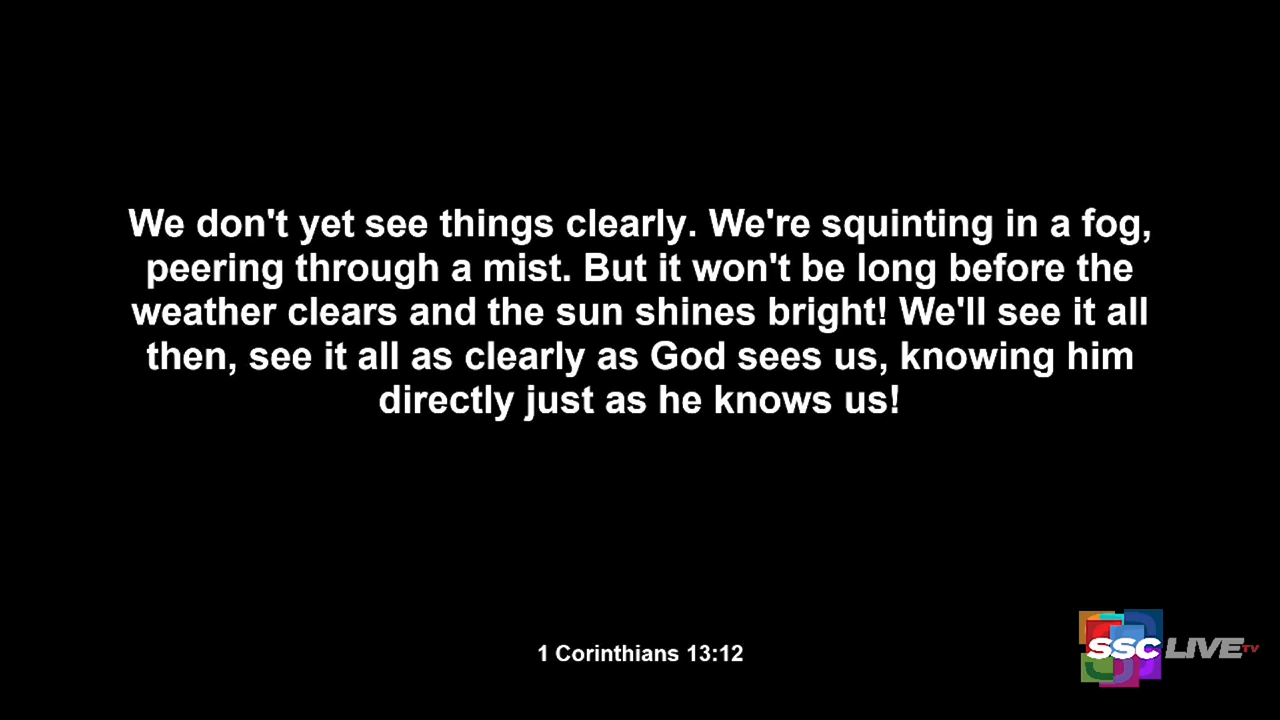 We don't yet see things clearly. We're squinting in a fog,
peering through a mist. But it won't be long before the
weather clears and the sun shines bright! We'll see it all
then, see it all as clearly as God sees us, knowing him
directly just as he knows us!
1 Corinthians 13:12
SSC LIVE TV